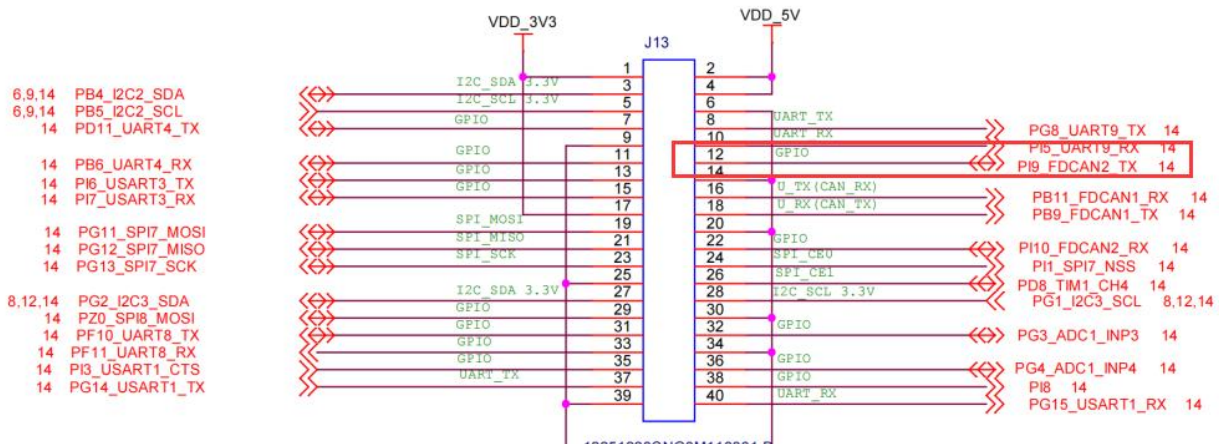 VDD_3V3
VDD_5V
J13
6,9,14 PB4_I2C2_SDA
6,9,14 PB5_I2C2_SCL
14 PD11_UART4_TX
14 PB6_UART4_RX
14 PI6_USART3_TX
14 PI7_USART3_RX
14 PG11_SPI7_MOSI
14 PG12_SPI7_MISO
14 PG13_SPI7_SCK
8,12,14 PG2_I2C3_SDA
14 PZ0_SPI8_MOSI
14 PF10_UART8_TX
14 PF11_UART8_RX
14 PI3_USART1_CTS
14 PG14_USART1_TX
I2C_SDA 3.3V
I2C_SCL 3.3V
GPIO
GPIO
GPIO
GPIO
SPI_MOSI
SPI_MISO
SPI_SCK
I2C_SDA 3.3V
GPIO
GPIO
GPIO
GPIO
UART_TX
1 2
3 4
5 6
7 8
9 10
11 12
13 14
15 16
17 18
19 20
21 22
23 24
25 26
27 28
29 30
31 32
33 34
35 36
37 38
39 40
UART_TX
UART_RX
GPIO
U_TX(CAN_RX)
U_RX(CAN_TX)
GPIO
SPI_CE0
SPI_CE1
I2C_SCL 3.3V
GPIO
GPIO
GPIO
UART_RX
PG8_UART9_TX 14
PI5_UART9_RX 14
PI9_FDCAN2_TX 14
PB11_FDCAN1_RX 14
PB9_FDCAN1_TX 14
PI10_FDCAN2_RX 14
PI1_SPI7_NSS 14
PD8_TIM1_CH4 14
PG1_I2C3_SCL 8,12,14
PG3_ADC1_INP3 14
PG4_ADC1_INP4 14
PI8 14
PG15_USART1_RX 14